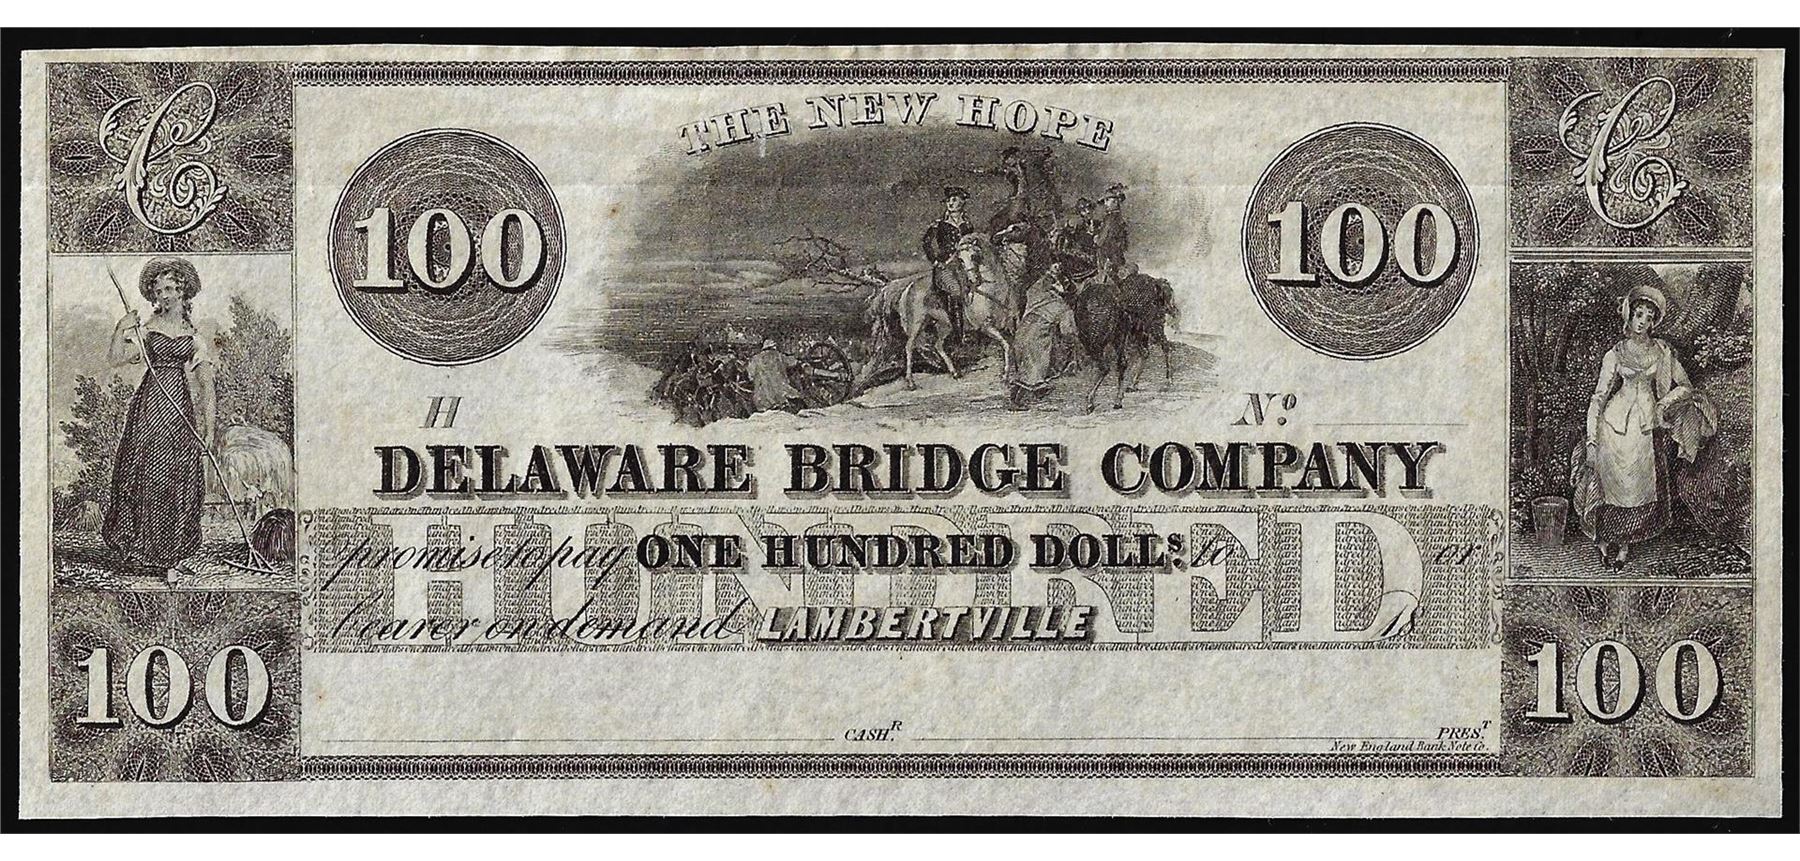 C C
THE NEW HOPE
100 100
H No.
DELAWARE BRIDGE COMPANY
HUNDRED
promise to pay ONE HUNDRED DOLLs. to or
bearer on demand LAMBERTVILLE 18
100 100
CASHR. PREST.
New England Bank Note Co.